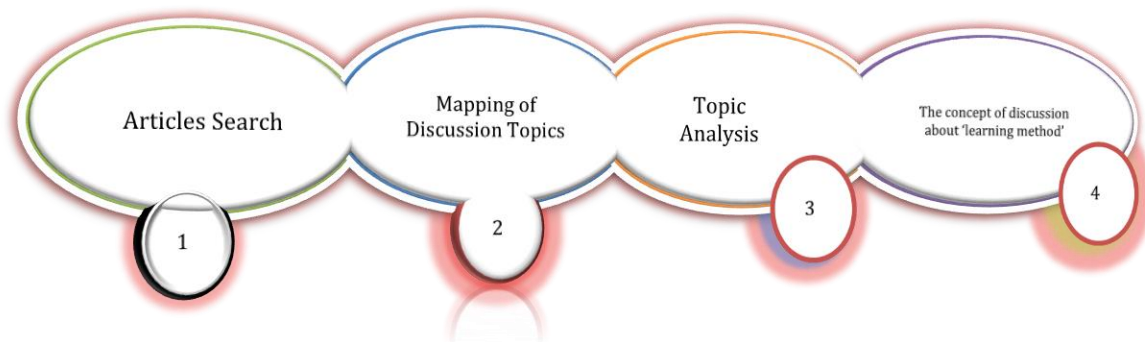 Articles Search
Mapping of
Discussion Topics
Topic
Analysis
The concept of discussion
about 'learning method'
1
2
3
4